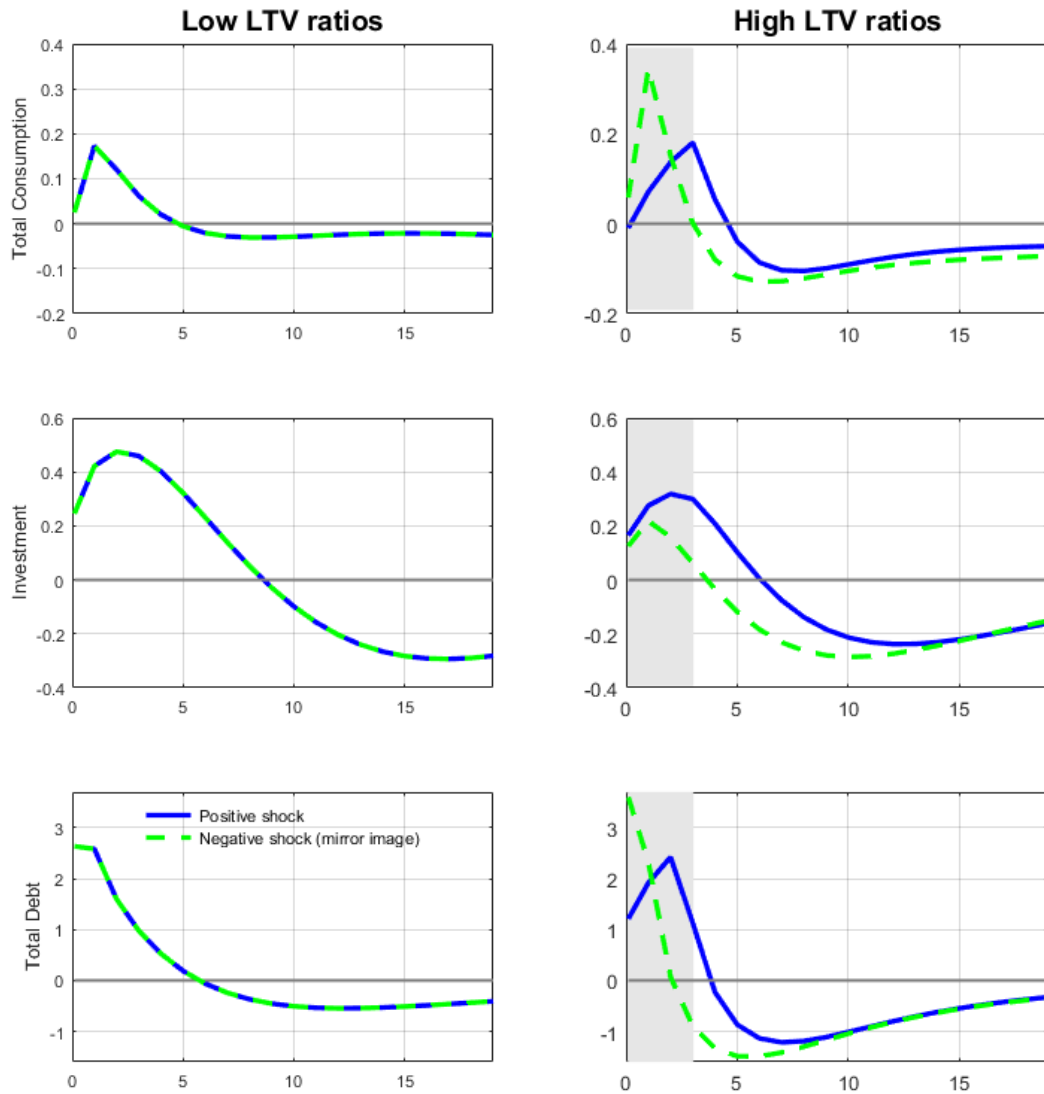 Low LTV ratios
High LTV ratios
Total Consumption
0.4
0.3
0.2
0.1
0
-0.1
-0.2
0 5 10 15
0.4
0.2
0
-0.2
0 5 10 15
Investment
0.6
0.4
0.2
0
-0.2
-0.4
0 5 10 15
0.6
0.4
0.2
0
-0.2
-0.4
0 5 10 15
Total Debt
3
2
1
0
-1
Positive shock
Negative shock (mirror image)
0 5 10 15
3
2
1
0
-1
0 5 10 15